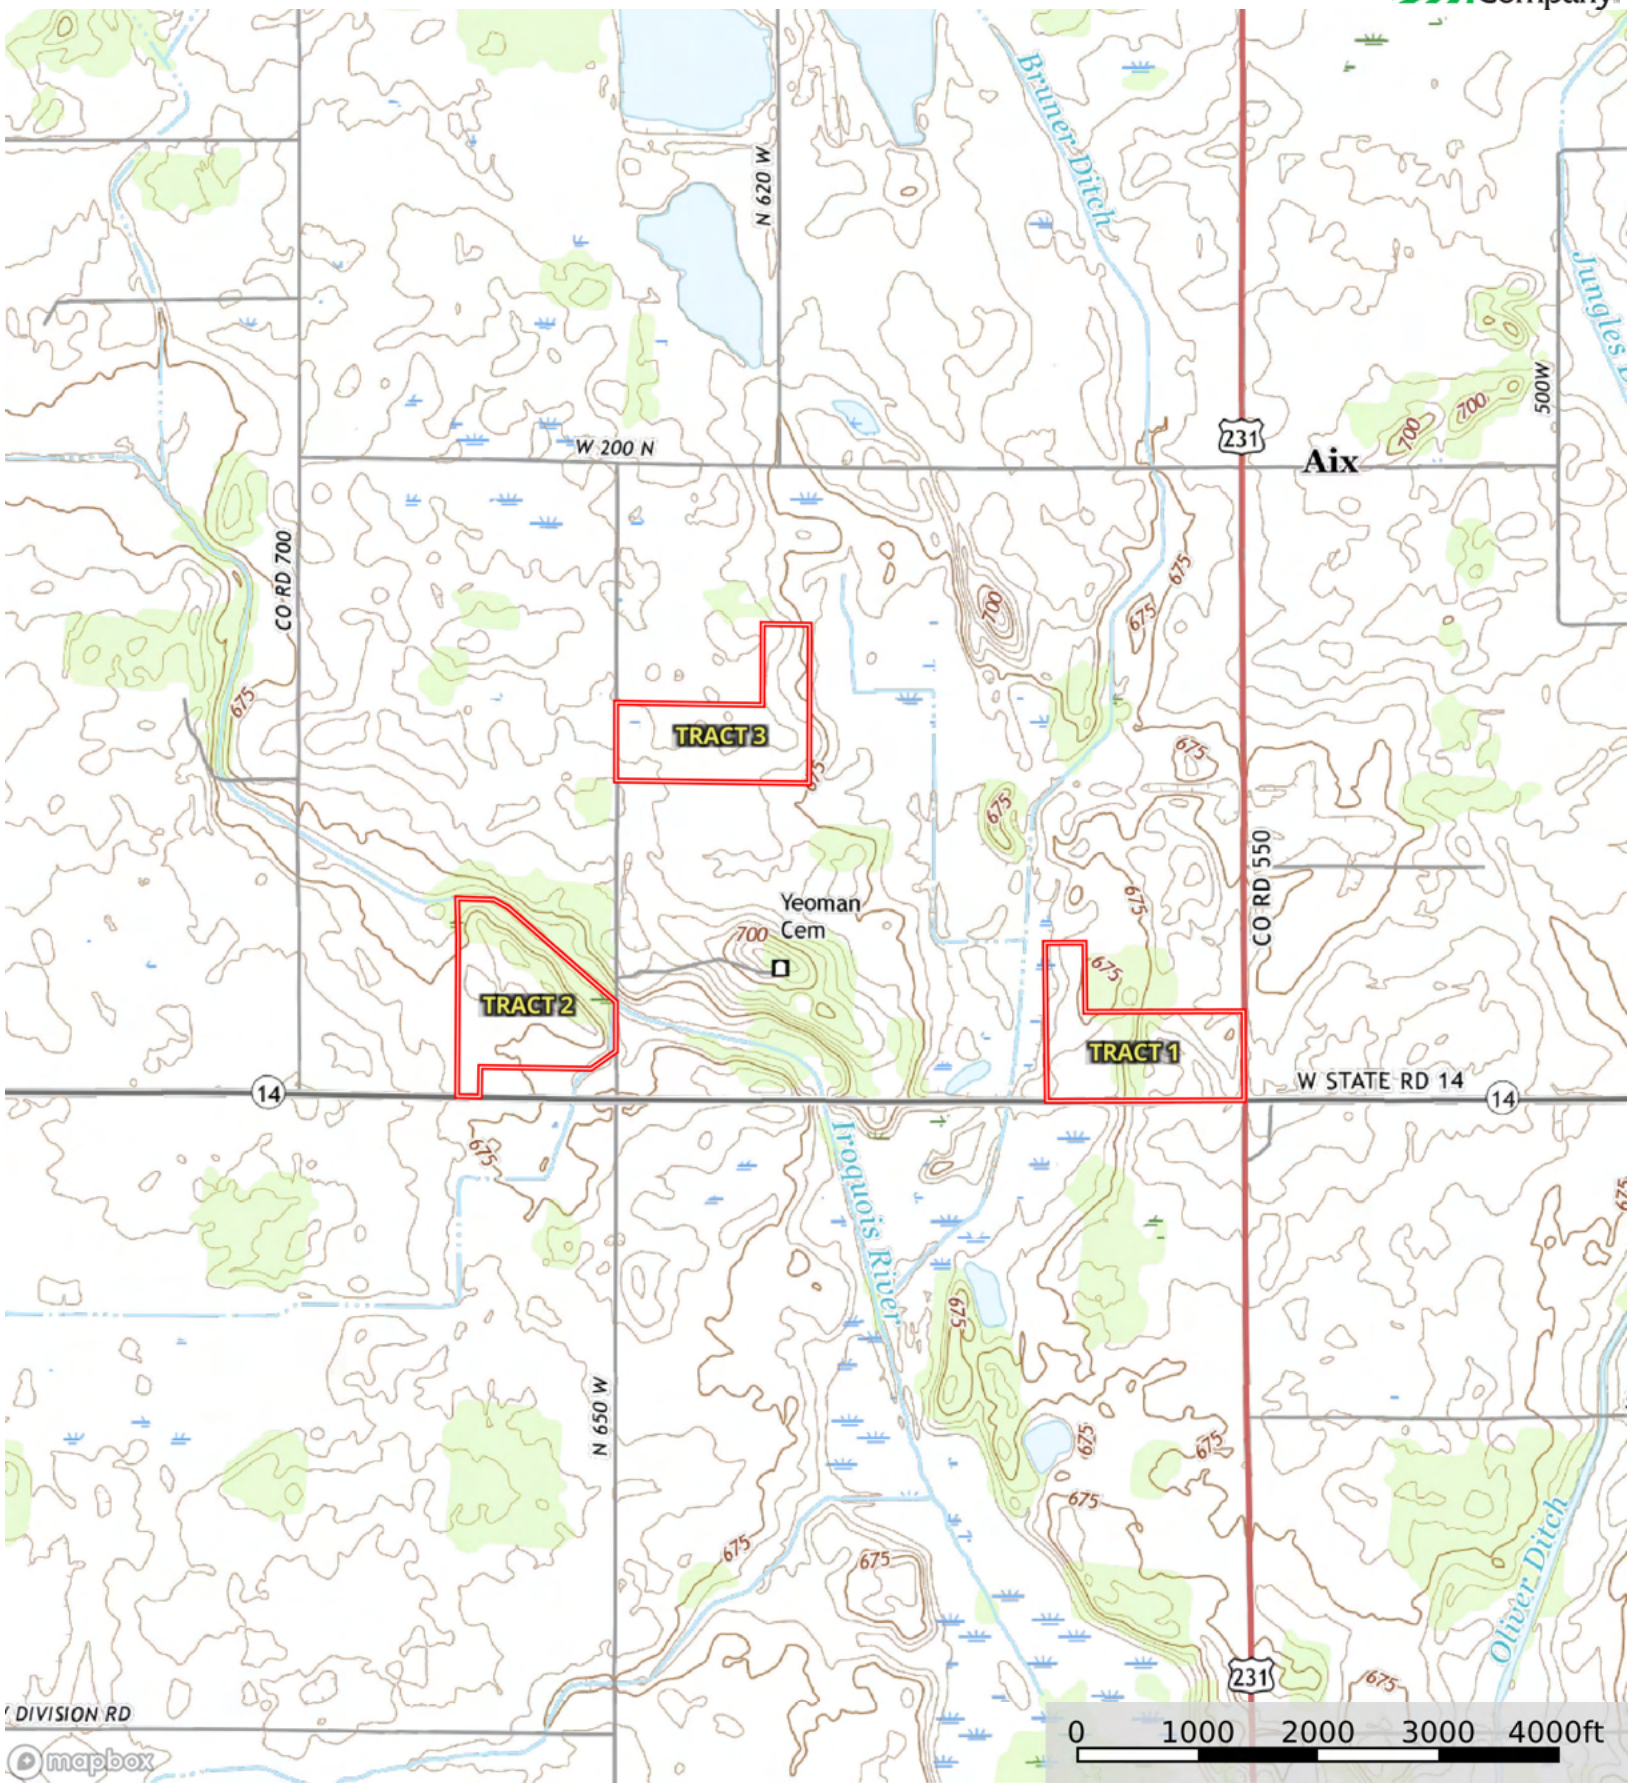 Company
Bruner Ditch
N 620 W
Jungles
500W
700
700
231
Aix
W 200 N
CO RD 700
675
700
675
675
TRACT 3
675
675
675
675
CO RD 550
Yeoman
Cem
700
675
675
TRACT 2
TRACT 1
W STATE RD 14
14
14
Iroquois River
675
675
675
N 650 W
675
675
675
675
675
Oliver Ditch
231
675
DIVISION RD
0 1000 2000 3000 4000ft
mapbox